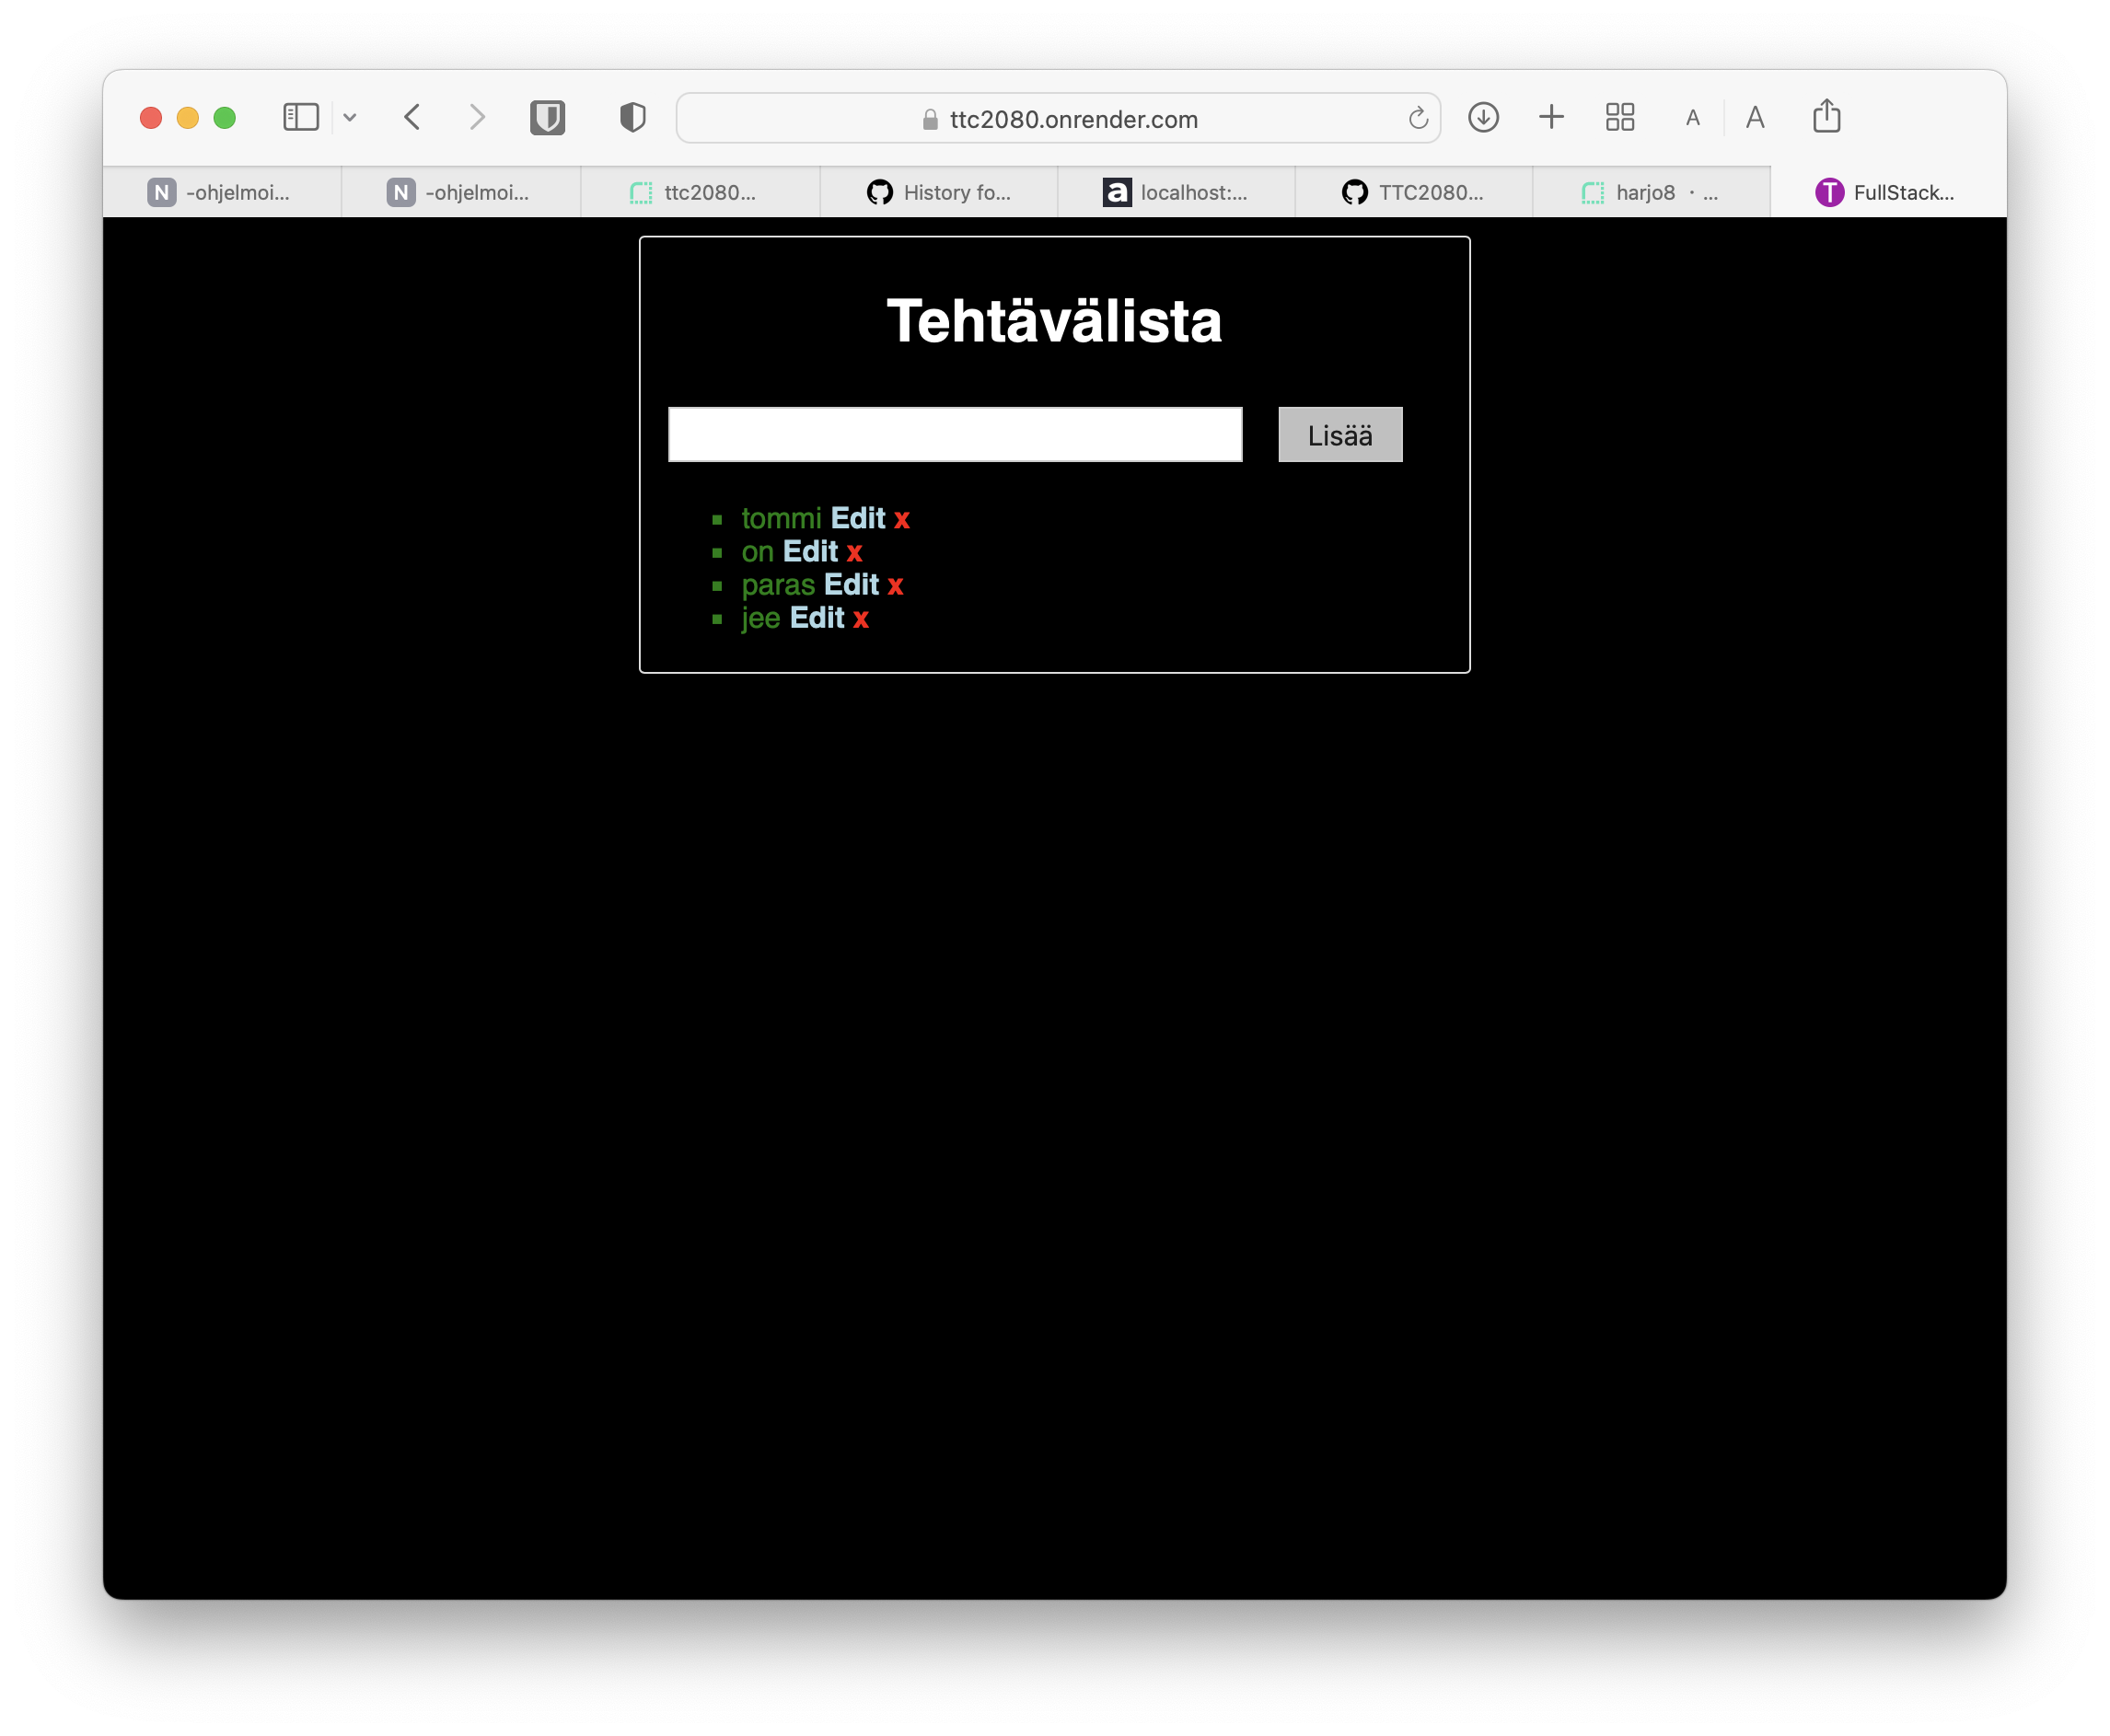 ttc2080.onrender.com A A
N -ohjelmoi... N -ohjelmoi... ttc2080... History fo... a localhost:... TTC2080... harjo8 · ... T FullStack...
Tehtävälista
Lisää
tommi Edit x
on Edit x
paras Edit x
jee Edit x